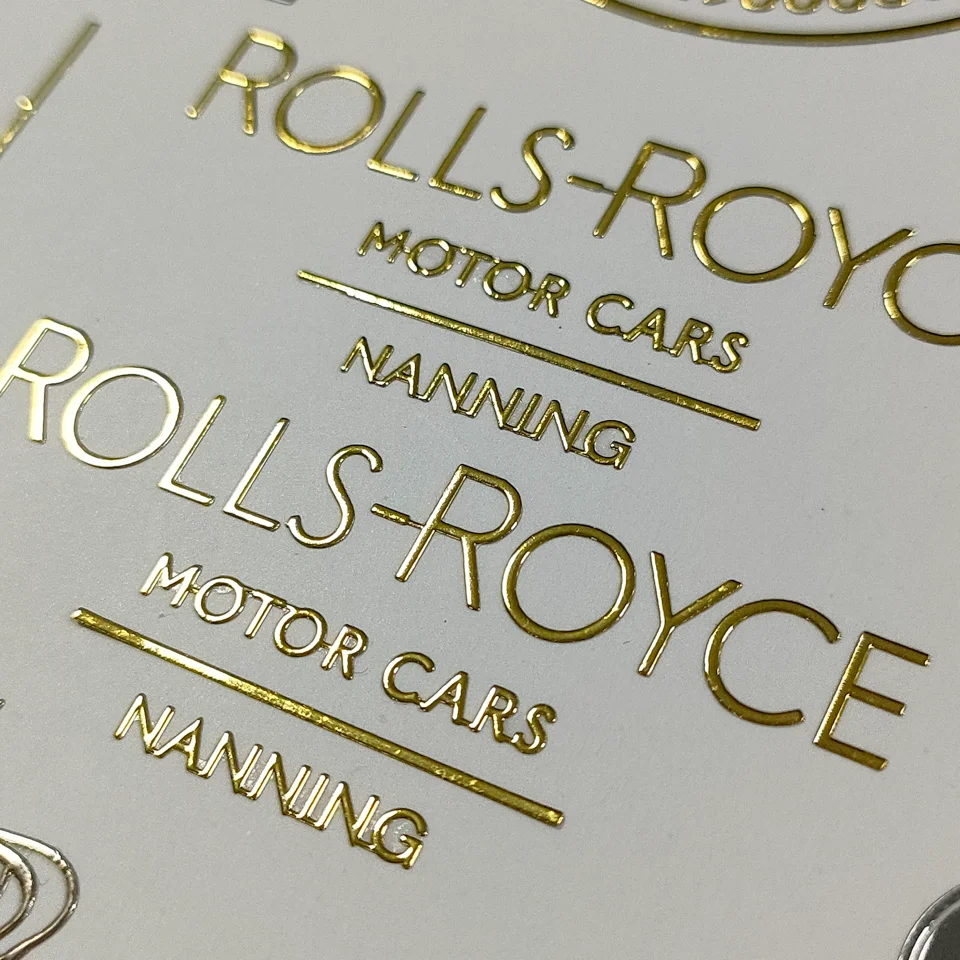 ROLLS-ROYC
MOTOR CARS
NANNING
ROLLS-ROYCE
MOTOR CARS
NANNING